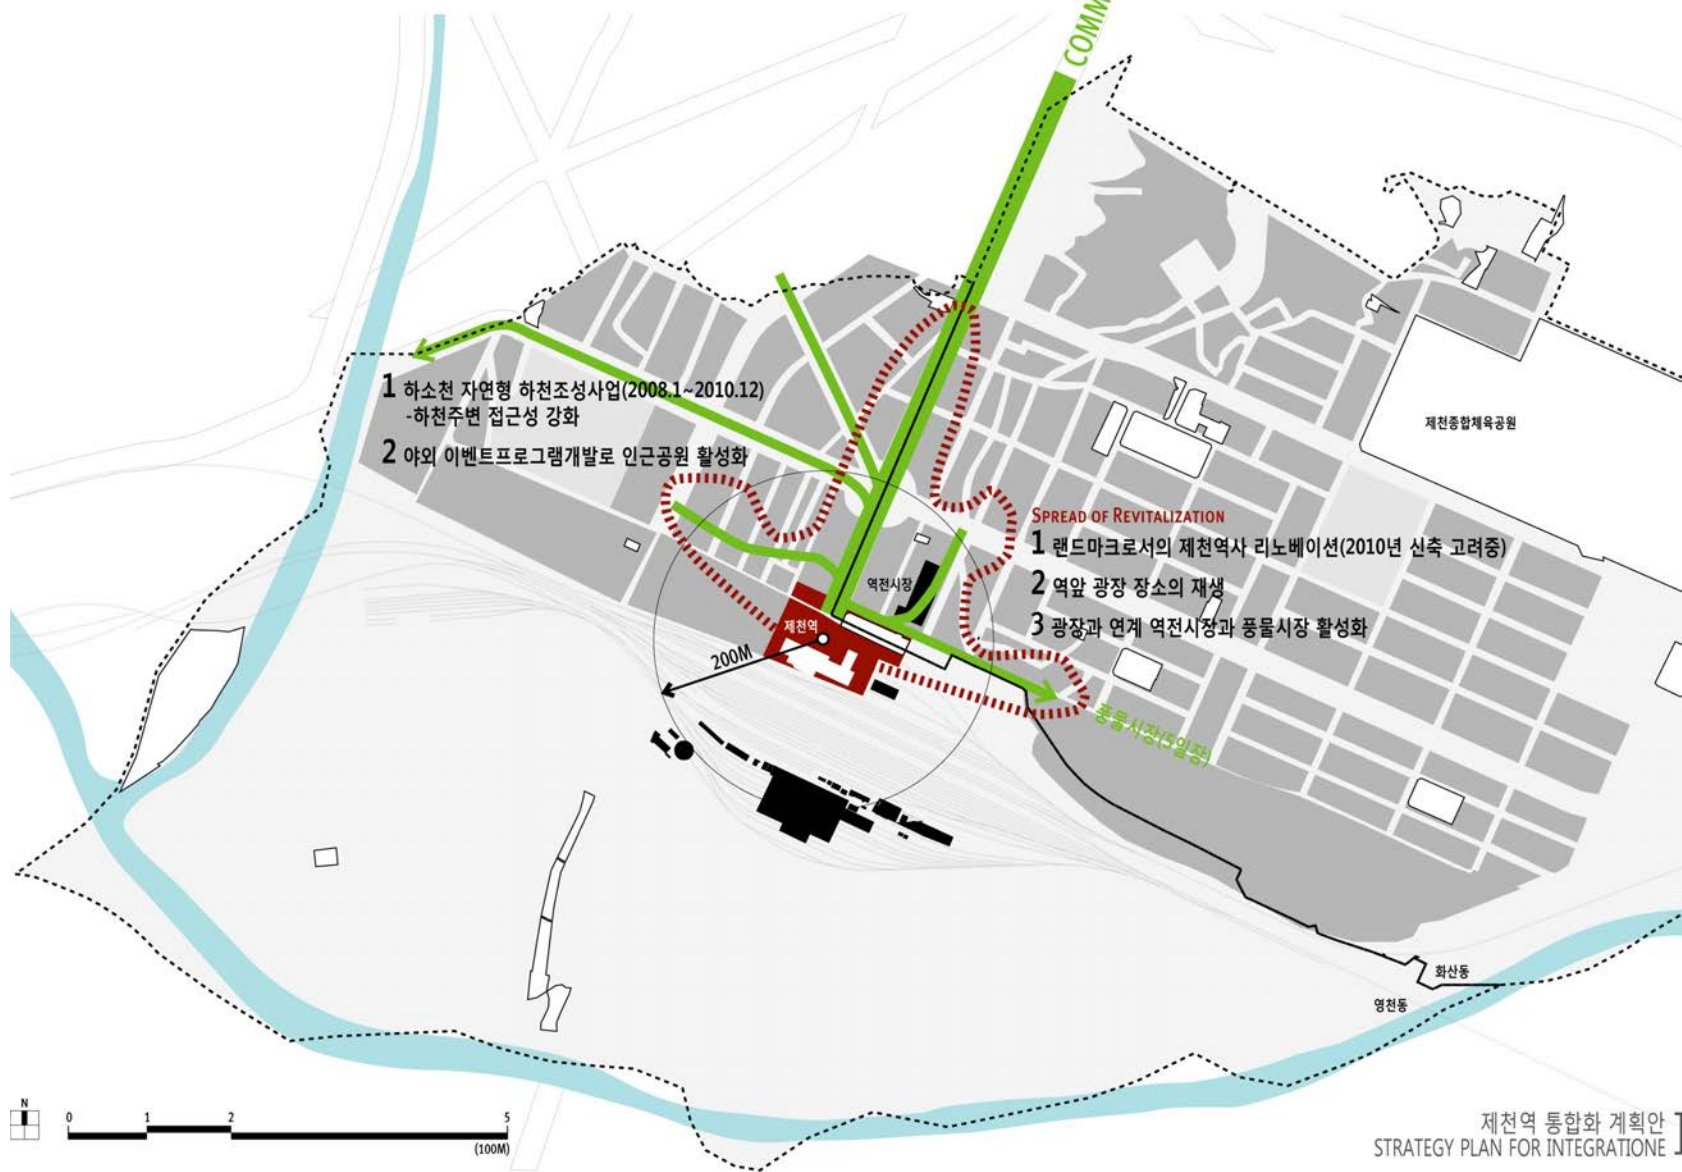 COMM
1 하소천 자연형 하천조성사업(2008.1~2010.12)
-하천주변 접근성 강화
2 야외 이벤트프로그램개발로 인근공원 활성화
제천종합체육공원
SPREAD OF REVITALIZATION
1 랜드마크로서의 제천역사 리노베이션(2010년 신축 고려중)
2 역앞 광장 장소의 재생
3 광장과 연계 역전시장과 풍물시장 활성화
역전시장
제천역
200M
풍물시장(5일장)
화산동
영천동
N
0 1 2 5
(100M)
제천역 통합화 계획안
STRATEGY PLAN FOR INTEGRATIONE